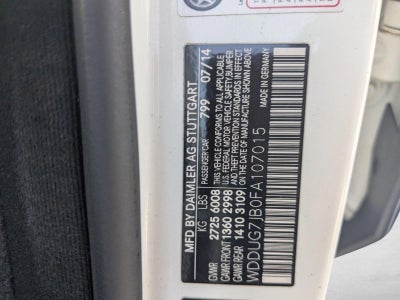 MFD BY DAIMLER AG STUTTGART
KG LBS PASSENGER CAR 799 07/14
GVWR 2725 6008 THIS VEHICLE CONFORMS TO ALL APPLICABLE
GAWR FRONT 1360 2998 U.S. FEDERAL MOTOR VEHICLE SAFETY, BUMPER
GAWR REAR 1410 3109 AND THEFT PREVENTION STANDARDS IN EFFECT
ON THE DATE OF MANUFACTURE SHOWN ABOVE
WDDUG7JB0FA107015 MADE IN GERMANY